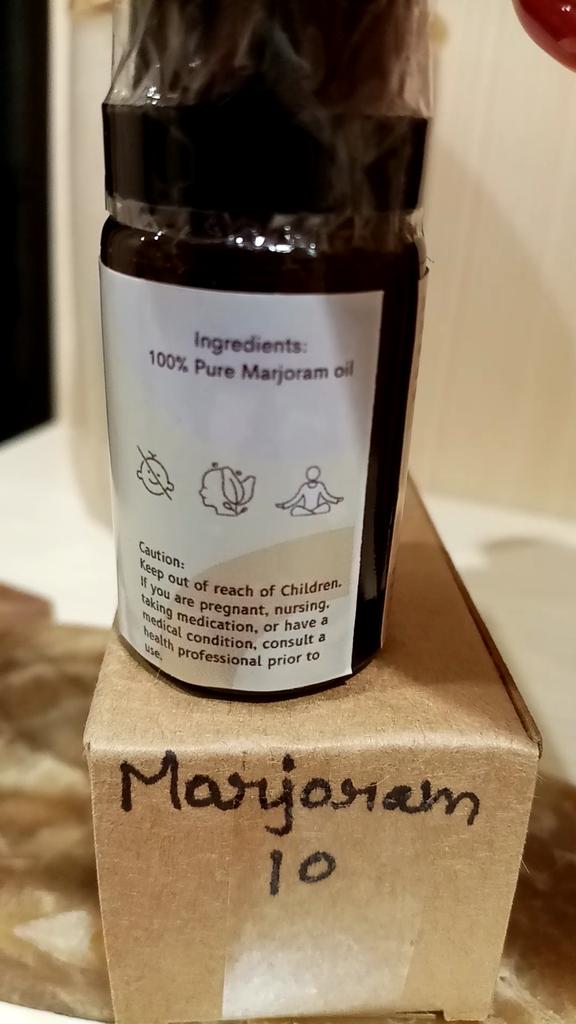 Ingredients:
100% Pure Marjoram oil
Caution:
Keep out of reach of Children.
If you are pregnant, nursing,
taking medication, or have a
medical condition, consult a
health professional prior to
use.
Marjoram
10